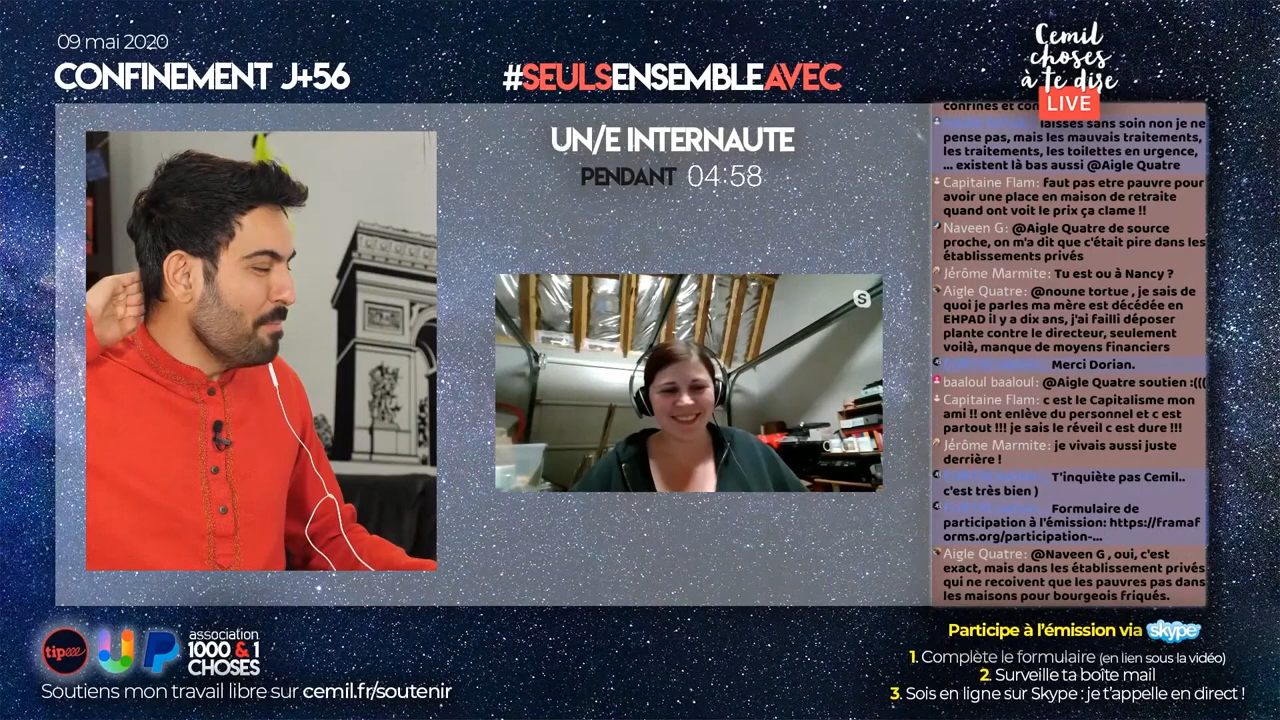 09 mai 2020
CONFINEMENT J+56
#SEULSENSEMBLEAVEC
Cemil
choses
à te dire
LIVE
UN/E INTERNAUTE
PENDANT 04:58
confinés et con
laissés sans soin non je ne
pense pas, mais les mauvais traitements,
les traitements, les toilettes en urgence,
... existent là bas aussi @Aigle Quatre
Capitaine Flam: faut pas etre pauvre pour
avoir une place en maison de retraite
quand ont voit le prix ça clame !!
Naveen G: @Aigle Quatre de source
proche, on m'a dit que c'était pire dans les
établissements privés
Jérôme Marmite: Tu est ou à Nancy ?
Aigle Quatre: @noune tortue , je sais de
quoi je parles ma mère est décédée en
EHPAD il y a dix ans, j'ai failli déposer
plante contre le directeur, seulement
voilà, manque de moyens financiers
Merci Dorian.
baaloul baaloul: @Aigle Quatre soutien :(((
Capitaine Flam: c est le Capitalisme mon
ami !! ont enlève du personnel et c est
partout !!! je sais le réveil c est dure !!!
Jérôme Marmite: je vivais aussi juste
derrière !
T'inquiète pas Cemil..
c'est très bien )
Formulaire de
participation à l'émission: https://framaf
orms.org/participation-...
Aigle Quatre: @Naveen G , oui, c'est
exact, mais dans les établissement privés
qui ne recoivent que les pauvres pas dans
les maisons pour bourgeois friqués.
tipeee
UP
association
1000 & 1
CHOSES
Soutiens mon travail libre sur cemil.fr/soutenir
Participe à l'émission via skype
1. Complète le formulaire (en lien sous la vidéo)
2. Surveille ta boîte mail
3. Sois en ligne sur Skype : je t'appelle en direct !